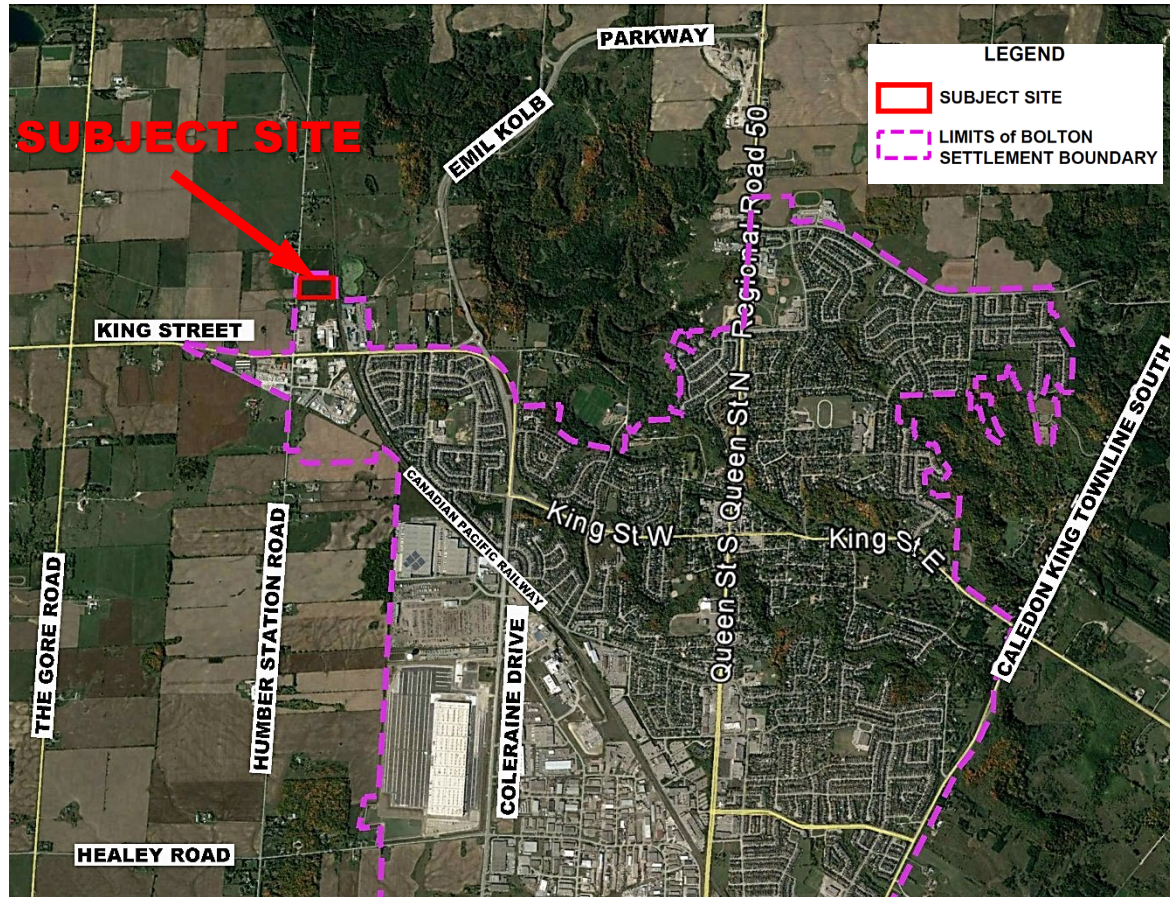 PARKWAY
LEGEND
SUBJECT SITE
LIMITS of BOLTON
SETTLEMENT BOUNDARY
EMIL KOLB
SUBJECT SITE
Queen St S Queen St N Regional Road 50
KING STREET
CALEDON KING TOWNLINE SOUTH
CANADIAN PACIFIC RAILWAY
King St W
King St E
THE GORE ROAD
HUMBER STATION ROAD
COLERAINE DRIVE
HEALEY ROAD